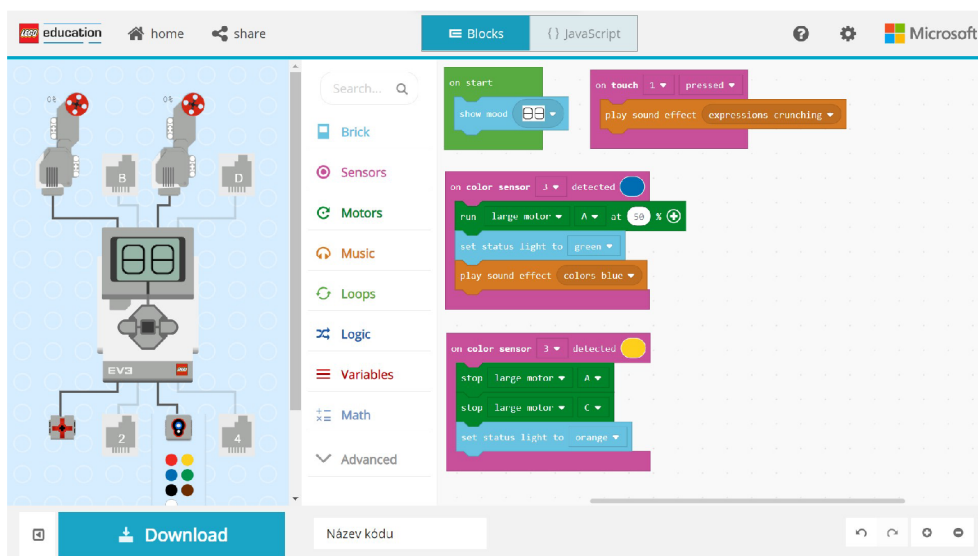 LEGO education home share Blocks {} JavaScript ? Microsoft
0% 0%
B D
EV3 LEGO
2 4
Search...
Brick
Sensors
Motors
Music
Loops
Logic
Variables
Math
Advanced
on start
show mood
on touch 1 pressed
play sound effect expressions crunching
on color sensor 3 detected
run large motor A at 50 %
set status light to green
play sound effect colors blue
on color sensor 3 detected
stop large motor A
stop large motor C
set status light to orange
Download Název kódu